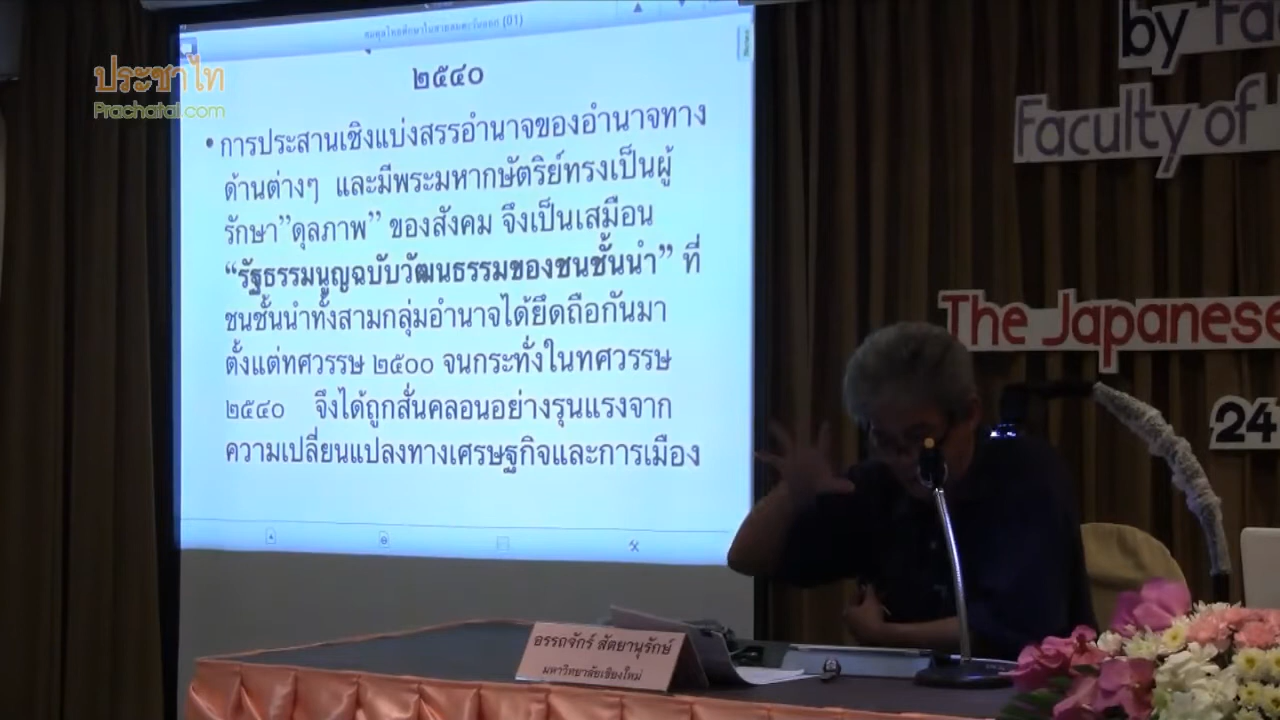 ประชาไท
Prachatai.com
๒๕๔๐
• การประสานเชิงแบ่งสรรอำนาจของอำนาจทาง
ด้านต่างๆ และมีพระมหากษัตริย์ทรงเป็นผู้
รักษา”ดุลภาพ” ของสังคม จึงเป็นเสมือน
“รัฐธรรมนูญฉบับวัฒนธรรมของชนชั้นนำ” ที่
ชนชั้นนำทั้งสามกลุ่มอำนาจได้ยึดถือกันมา
ตั้งแต่ทศวรรษ ๒๕๐๐ จนกระทั่งในทศวรรษ
๒๕๔๐ จึงได้ถูกสั่นคลอนอย่างรุนแรงจาก
ความเปลี่ยนแปลงทางเศรษฐกิจและการเมือง
by Fa
Faculty of
The Japanese
24
อรรถจักร์ สัตยานุรักษ์
มหาวิทยาลัยเชียงใหม่